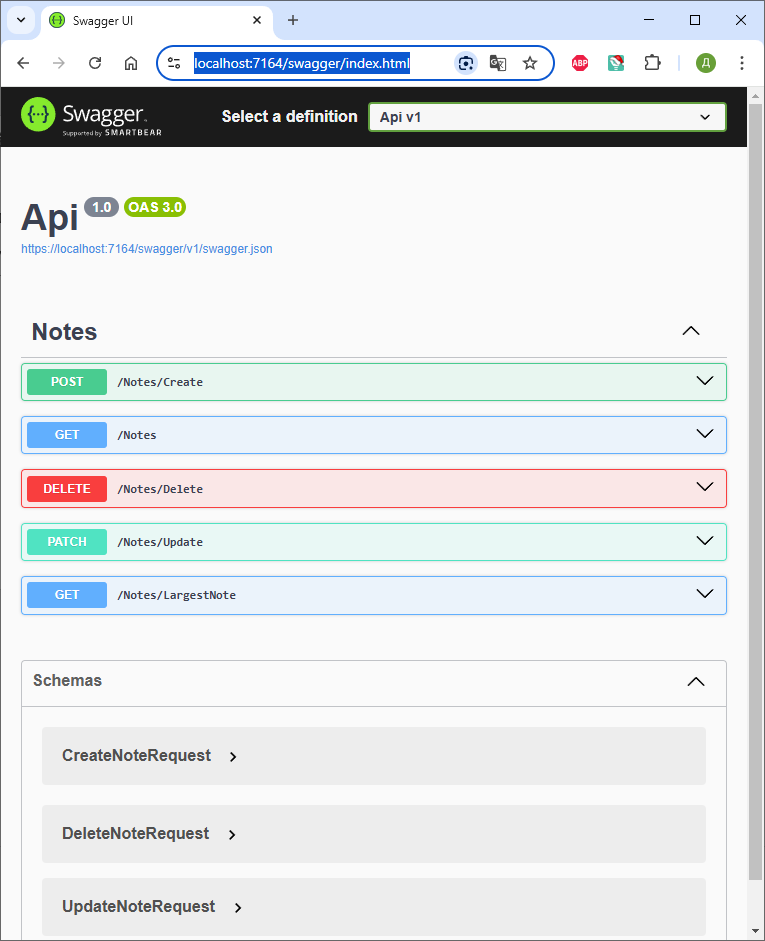 Swagger UI
localhost:7164/swagger/index.html
ABP
Д
Swagger
Supported by SMARTBEAR
Select a definition
Api v1
Api 1.0 OAS 3.0
https://localhost:7164/swagger/v1/swagger.json
Notes
POST /Notes/Create
GET /Notes
DELETE /Notes/Delete
PATCH /Notes/Update
GET /Notes/LargestNote
Schemas
CreateNoteRequest
DeleteNoteRequest
UpdateNoteRequest